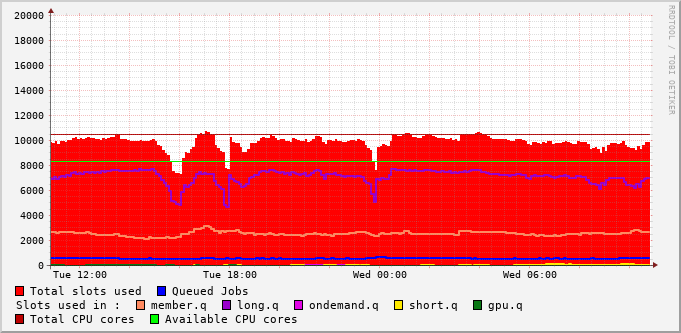 20000
18000
16000
14000
12000
10000
8000
6000
4000
2000
0
Tue 12:00 Tue 18:00 Wed 00:00 Wed 06:00
Total slots used Queued Jobs
Slots used in : member.q long.q ondemand.q short.q gpu.q
Total CPU cores Available CPU cores
RRDTOOL / TOBI OETIKER